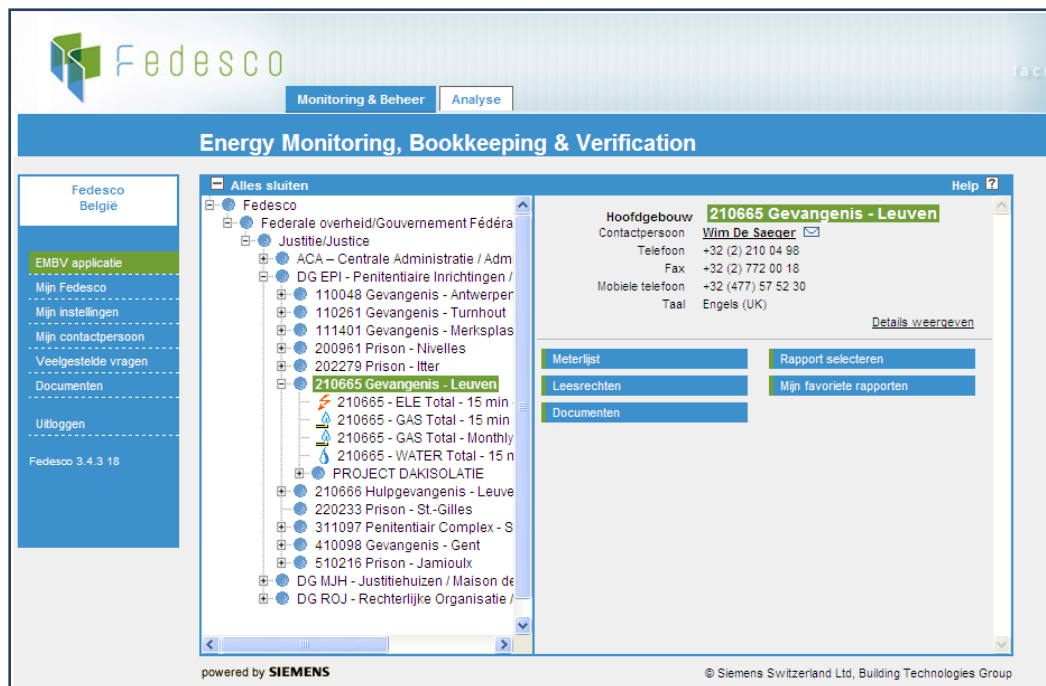 Fedesco
Monitoring & Beheer
Analyse
Energy Monitoring, Bookkeeping & Verification
Fedesco
België
EMBV applicatie
Mijn Fedesco
Mijn instellingen
Mijn contactpersoon
Veelgestelde vragen
Documenten
Uitloggen
Fedesco 3.4.3 18
Alles sluiten
Help ?
Fedesco
Federale overheid/Gouvernement Fédéra
Justitie/Justice
ACA – Centrale Administratie / Adm
DG EPI - Penitentiaire Inrichtingen /
110048 Gevangenis - Antwerpen
110261 Gevangenis - Turnhout
111401 Gevangenis - Merksplas
200961 Prison - Nivelles
202279 Prison - Itter
210665 Gevangenis - Leuven
210665 - ELE Total - 15 min
210665 - GAS Total - 15 min
210665 - GAS Total - Monthly
210665 - WATER Total - 15 n
PROJECT DAKISOLATIE
210666 Hulpgevangenis - Leuve
220233 Prison - St.-Gilles
311097 Penitentiair Complex - S
410098 Gevangenis - Gent
510216 Prison - Jamioulx
DG MJH - Justitiehuizen / Maison de
DG ROJ - Rechterlijke Organisatie /
Hoofdgebouw 210665 Gevangenis - Leuven
Contactpersoon Wim De Saeger
Telefoon +32 (2) 210 04 98
Fax +32 (2) 772 00 18
Mobiele telefoon +32 (477) 57 52 30
Taal Engels (UK)
Details weergeven
Meterlijst
Rapport selecteren
Leesrechten
Mijn favoriete rapporten
Documenten
powered by SIEMENS
© Siemens Switzerland Ltd, Building Technologies Group